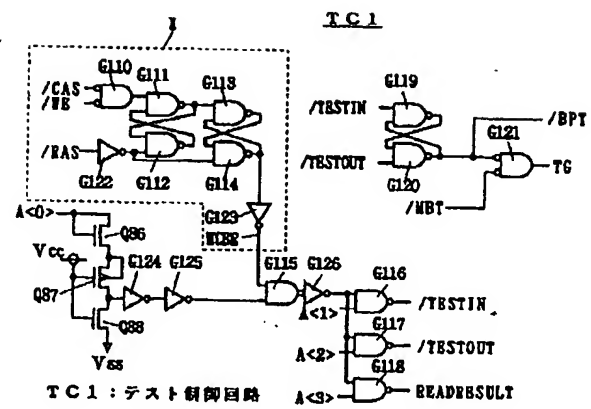 X
TC1
G110
G111
G113
/CAS
/WE
/RAS
G122
G112
G114
G123
WCBR
/TESTIN
G119
/TESTOUT
G120
/BPT
G121
TG
/MBT
A<0>
Q86
Vcc
Q87
G124
G125
Q88
Vss
G115
G126
A<1>
G116
/TESTIN
A<2>
G117
/TESTOUT
A<3>
G118
READRESULT
TC1:テスト制御回路